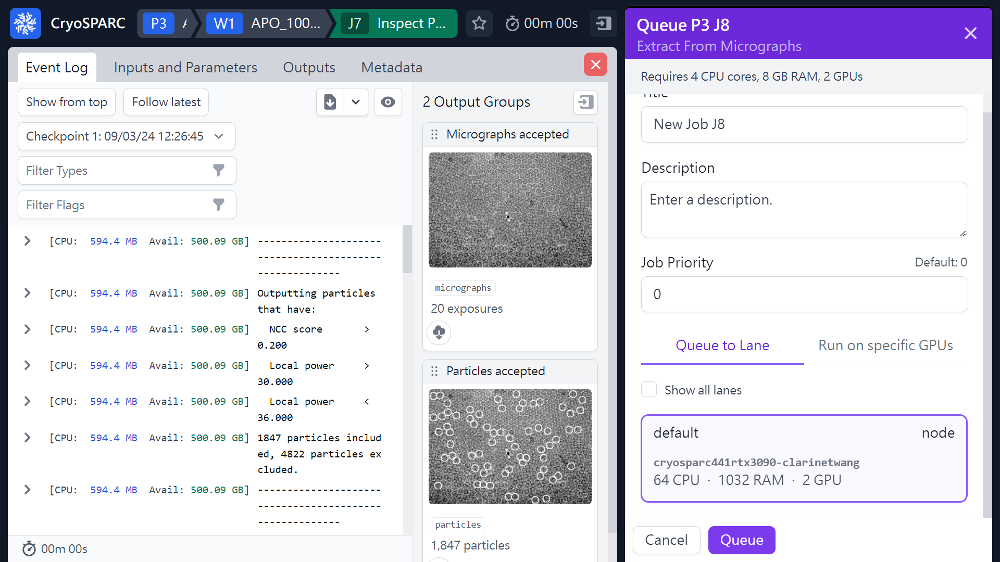 CryoSPARC
P3
W1 APO_100...
J7 Inspect P...
00m 00s
Event Log
Inputs and Parameters
Outputs
Metadata
Show from top
Follow latest
Checkpoint 1: 09/03/24 12:26:45
Filter Types
Filter Flags
[CPU: 594.4 MB Avail: 500.09 GB] ---------------------
---------------------
--------------
[CPU: 594.4 MB Avail: 500.09 GB] Outputting particles
that have:
[CPU: 594.4 MB Avail: 500.09 GB] NCC score >
0.200
[CPU: 594.4 MB Avail: 500.09 GB] Local power >
30.000
[CPU: 594.4 MB Avail: 500.09 GB] Local power <
36.000
[CPU: 594.4 MB Avail: 500.09 GB] 1847 particles includ
ed, 4822 particles ex
cluded.
[CPU: 594.4 MB Avail: 500.09 GB] ---------------------
---------------------
--------------
00m 00s
2 Output Groups
Micrographs accepted
micrographs
20 exposures
Particles accepted
particles
1,847 particles
Queue P3 J8
Extract From Micrographs
Requires 4 CPU cores, 8 GB RAM, 2 GPUs
Title
New Job J8
Description
Enter a description.
Job Priority
Default: 0
0
Queue to Lane
Run on specific GPUs
Show all lanes
default
node
cryosparc441rtx3090-clarinetwang
64 CPU · 1032 RAM · 2 GPU
Cancel
Queue